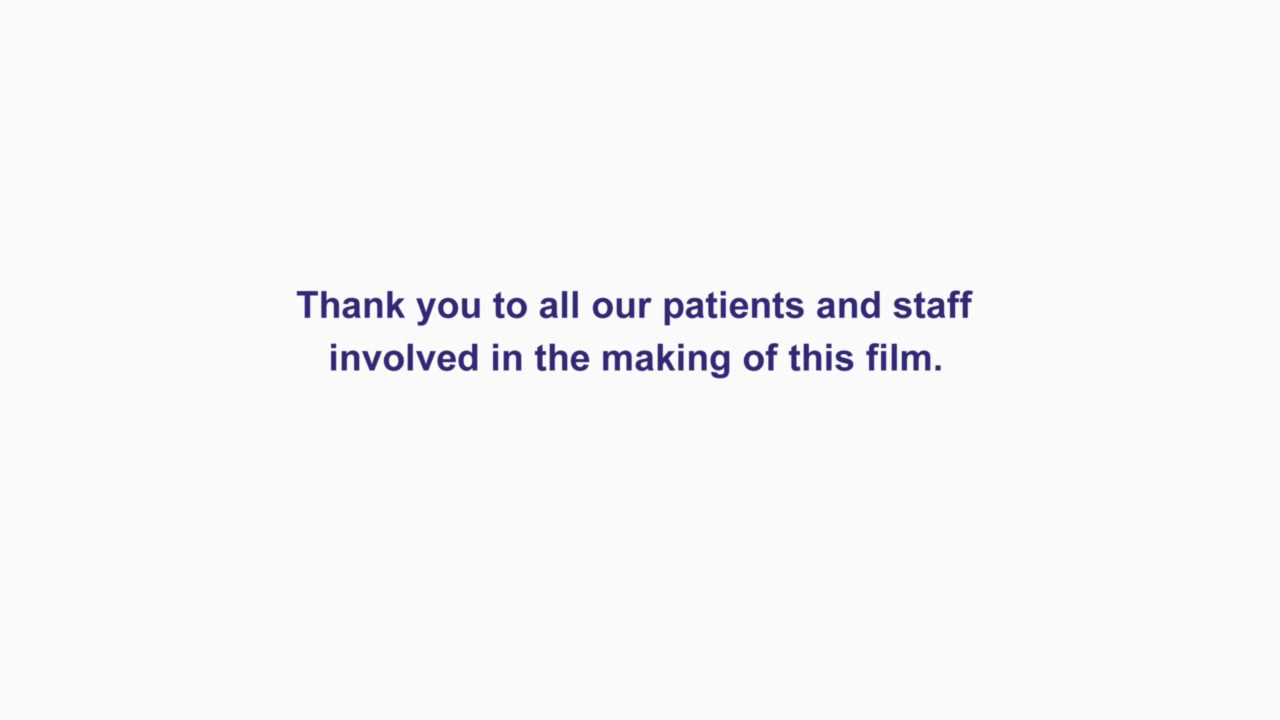 Thank you to all our patients and staff
involved in the making of this film.